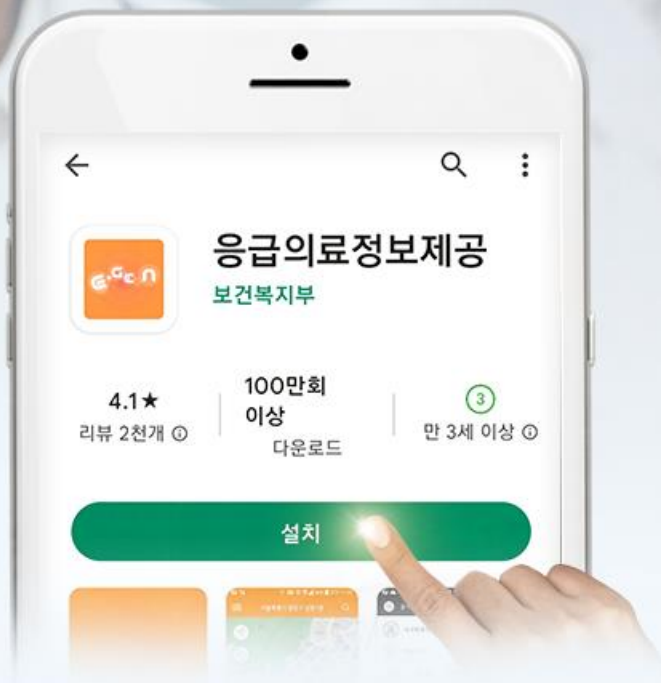 응급의료정보제공
E-Gen
보건복지부
4.1★
리뷰 2천개 ⓘ
100만회
이상
다운로드
3
만 3세 이상 ⓘ
설치